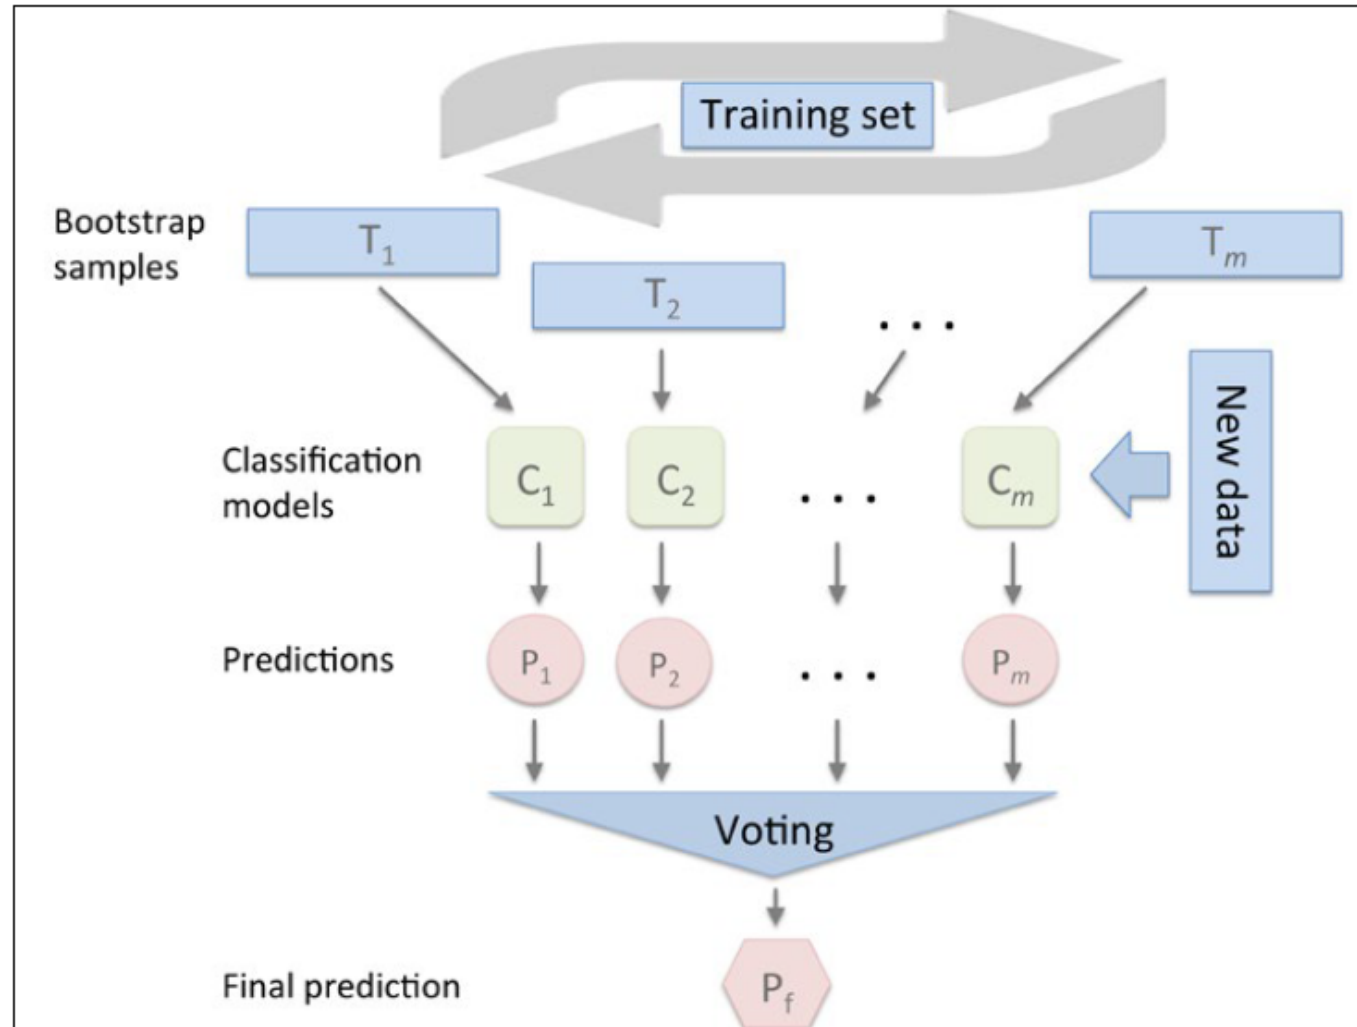 Training set
Bootstrap
samples
T₁
T₂
. . .
Tₘ
New data
Classification
models
C₁
C₂
. . .
Cₘ
Predictions
P₁
P₂
. . .
Pₘ
Voting
Final prediction
P_f